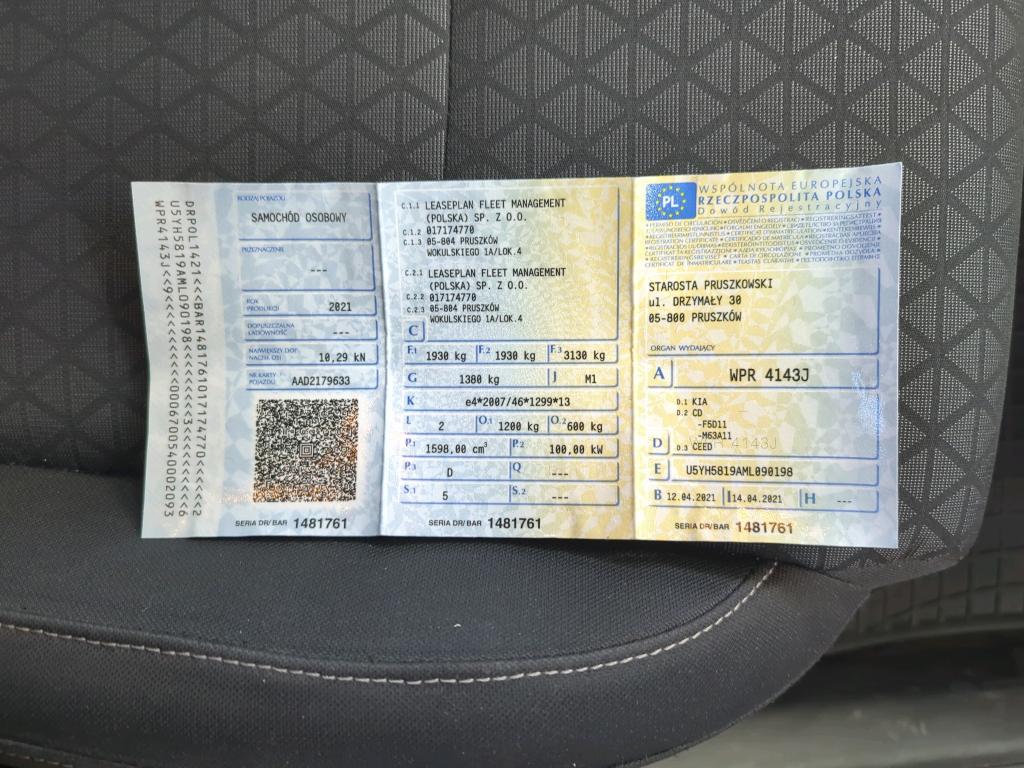 DRPOL1421<<BAR14817610171747770<<<<<2
U5YH5819AML090198<<<<<<<<<3<<<<<<<<<6
WPR4143J<<9<<<<<<<00067005400002093
RODZAJ POJAZDU
SAMOCHÓD OSOBOWY
PRZEZNACZENIE
---
ROK PRODUKCJI 2021
DOPUSZCZALNA ŁADOWNOŚĆ ---
NAJWIĘKSZY DOP. NACISK OSI 10,29 kN
NR KARTY POJAZDU AAD2179633
SERIA DR/BAR 1481761
C.1.1 LEASEPLAN FLEET MANAGEMENT
(POLSKA) SP. Z O.O.
C.1.2 017174770
C.1.3 05-804 PRUSZKÓW
WOKULSKIEGO 1A/LOK.4
C.2.1 LEASEPLAN FLEET MANAGEMENT
(POLSKA) SP. Z O.O.
C.2.2 017174770
C.2.3 05-804 PRUSZKÓW
WOKULSKIEGO 1A/LOK.4
C
F.1 1930 kg F.2 1930 kg F.3 3130 kg
G 1380 kg J M1
K e4*2007/46*1299*13
L 2 O.1 1200 kg O.2 600 kg
P.1 1598,00 cm³ P.2 100,00 kW
P.3 D Q ---
S.1 5 S.2 ---
SERIA DR/BAR 1481761
PL
WSPÓLNOTA EUROPEJSKA
RZECZPOSPOLITA POLSKA
Dowód Rejestracyjny
STAROSTA PRUSZKOWSKI
ul. DRZYMAŁY 30
05-800 PRUSZKÓW
ORGAN WYDAJĄCY
A WPR 4143J
D.1 KIA
D.2 CD
-F5D11
-M63A11
D D.3 CEED
E U5YH5819AML090198
B 12.04.2021 I 14.04.2021 H ---
SERIA DR/BAR 1481761